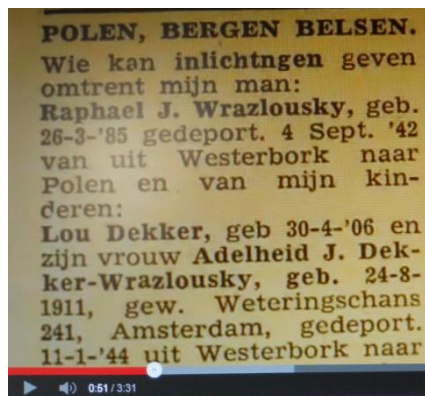 POLEN, BERGEN BELSEN.
Wie kan inlichtngen geven
omtrent mijn man:
Raphael J. Wrazlousky, geb.
26-3-'85 gedeport. 4 Sept. '42
van uit Westerbork naar
Polen en van mijn kin-
deren:
Lou Dekker, geb 30-4-'06 en
zijn vrouw Adelheid J. Dek-
ker-Wrazlousky, geb. 24-8-
1911, gew. Weteringschans
241, Amsterdam, gedeport.
11-1-'44 uit Westerbork naar
0:51 / 3:31